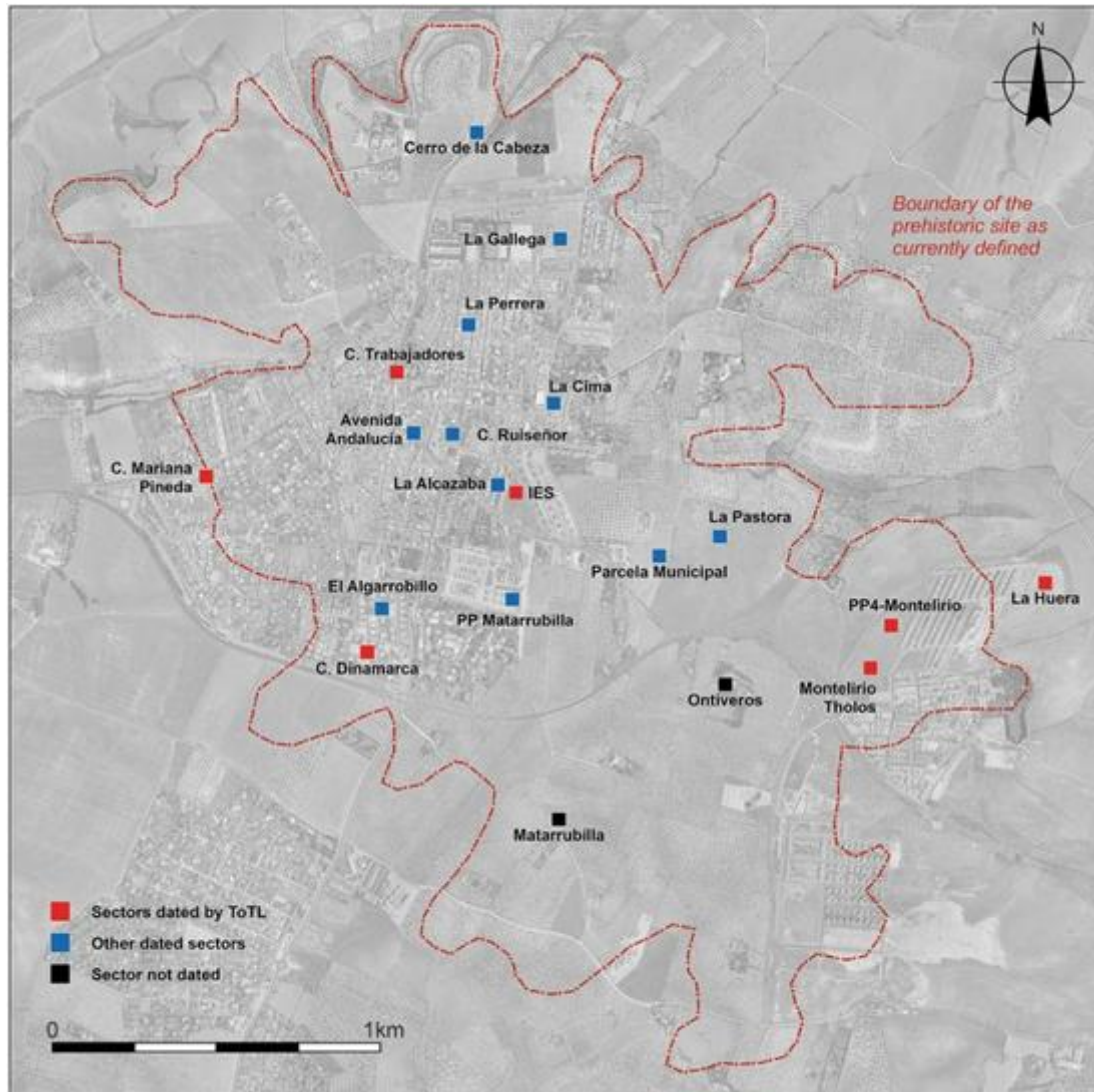 N
Cerro de la Cabeza
Boundary of the
prehistoric site as
currently defined
La Gallega
La Perrera
C. Trabajadores
La Cima
Avenida
Andalucía
C. Ruiseñor
C. Mariana
Pineda
La Alcazaba
IES
La Pastora
Parcela Municipal
El Algarrobillo
PP Matarrubilla
La Huera
PP4-Montelirio
C. Dinamarca
Montelirio
Tholos
Ontiveros
Matarrubilla
Sectors dated by ToTL
Other dated sectors
Sector not dated
0 1km